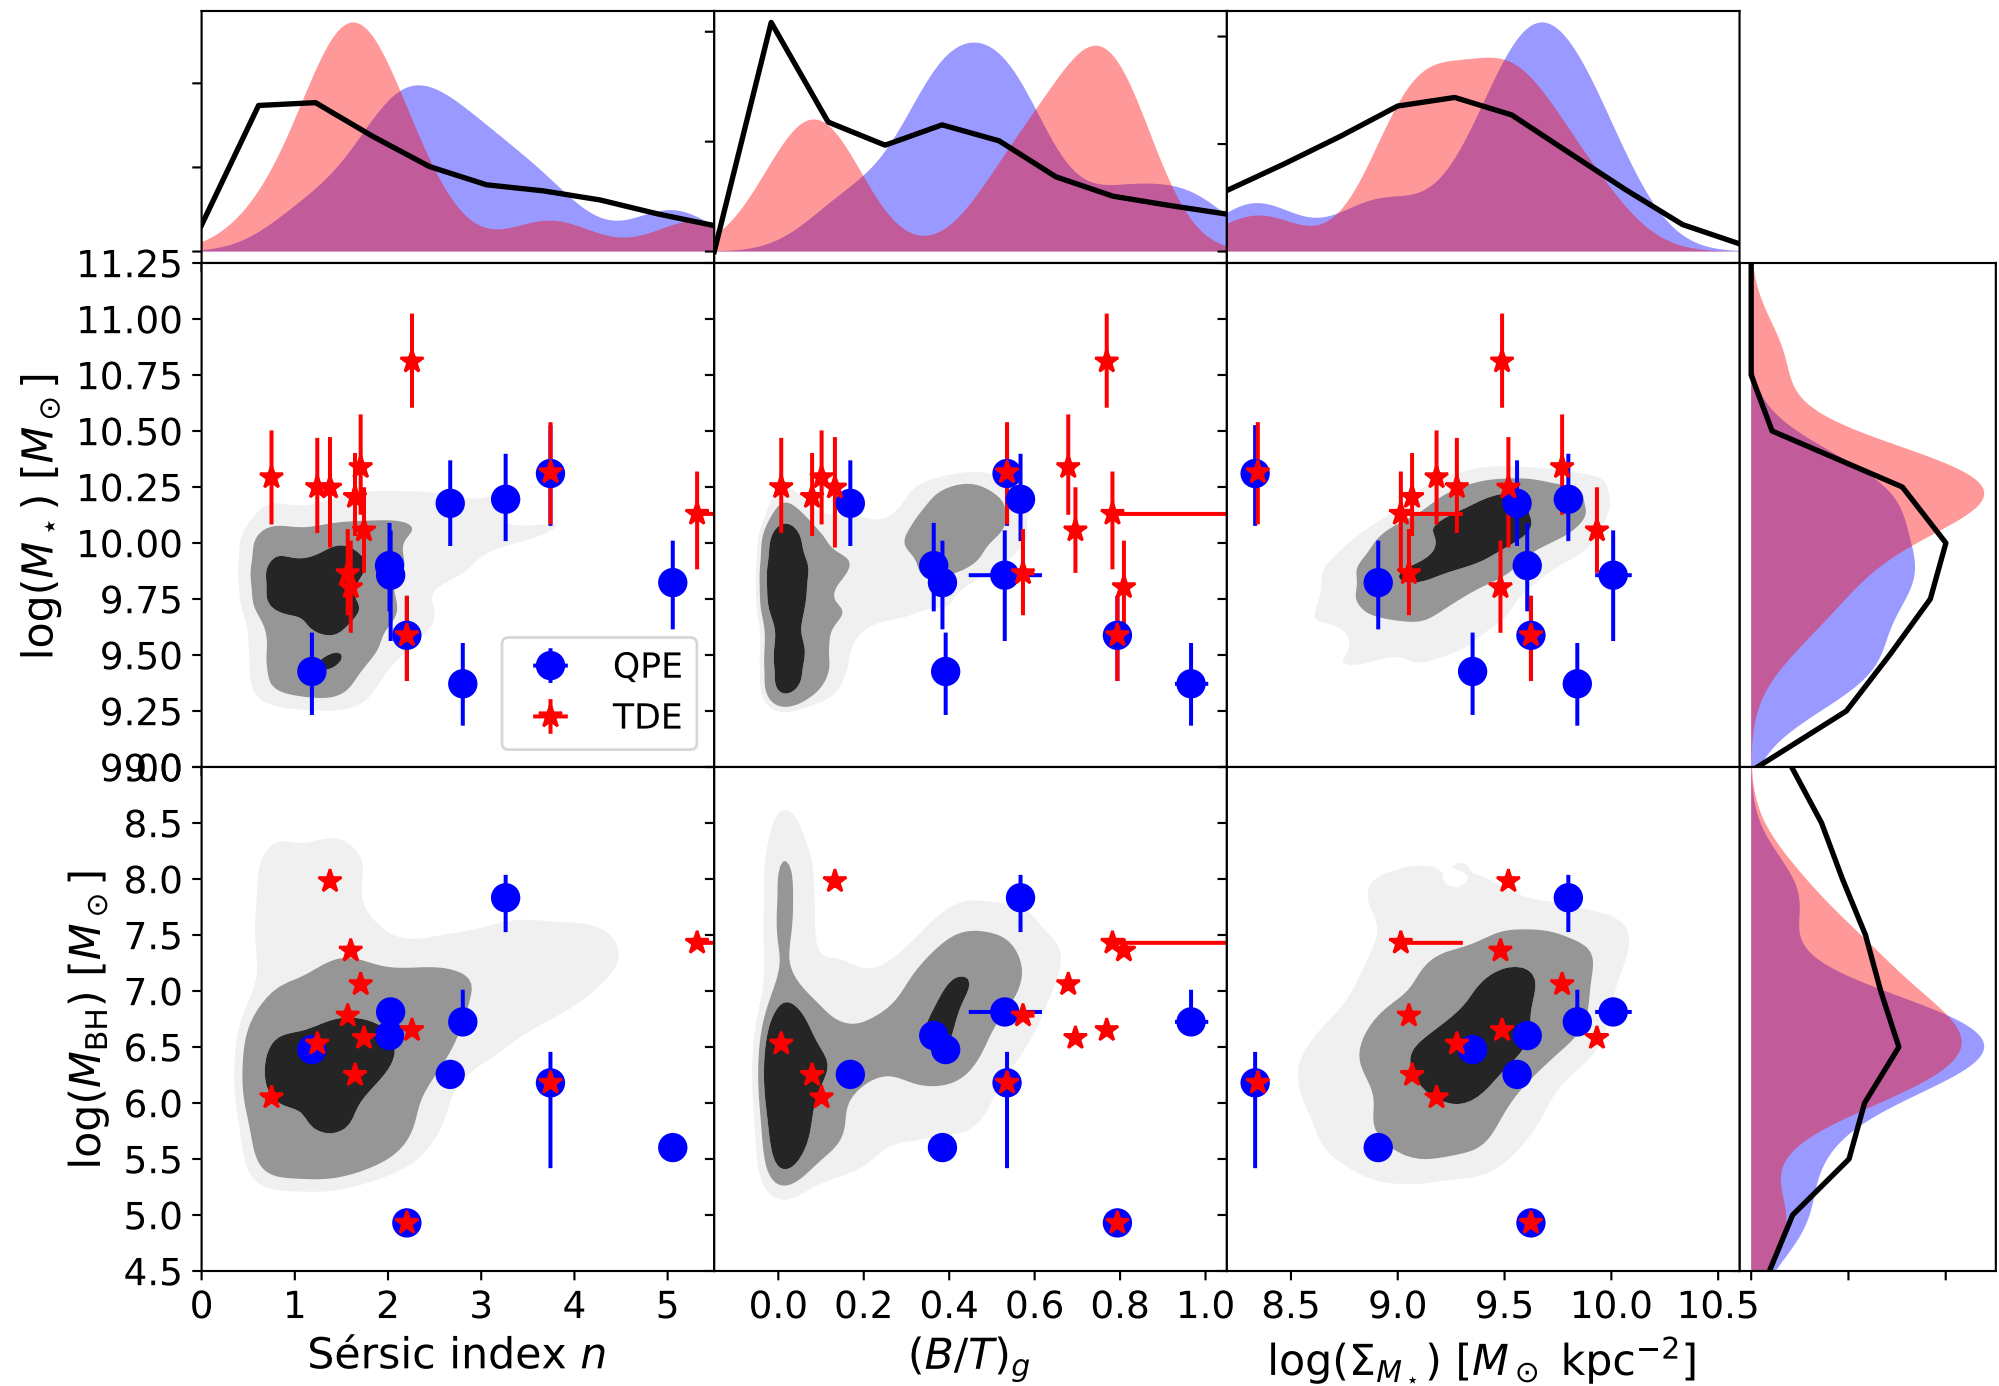 11.25
11.00
10.75
10.50
10.25
10.00
9.75
9.50
9.25
9.00
log(M⋆) [M⊙]
QPE
TDE
9.0
8.5
8.0
7.5
7.0
6.5
6.0
5.5
5.0
4.5
log(M_BH) [M⊙]
0 1 2 3 4 5
0.0 0.2 0.4 0.6 0.8 1.0
8.5 9.0 9.5 10.0 10.5
Sérsic index n
(B/T)_g
log(Σ_M⋆) [M⊙ kpc⁻²]